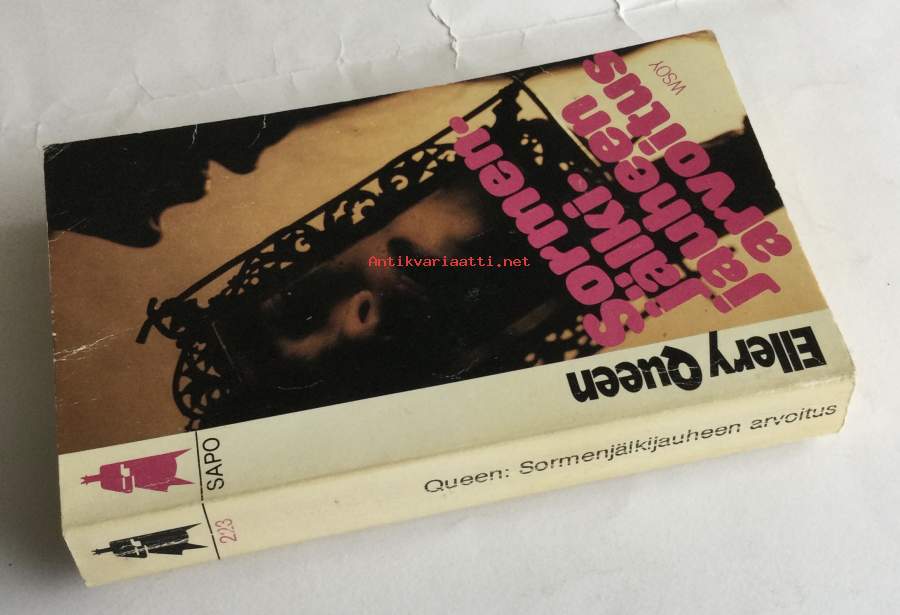 WSOY
Sormen-
jälki-
jauheen
arvoitus
Ellery Queen
SAPO
223
Queen: Sormenjälkijauheen arvoitus
Antikvariaatti.net